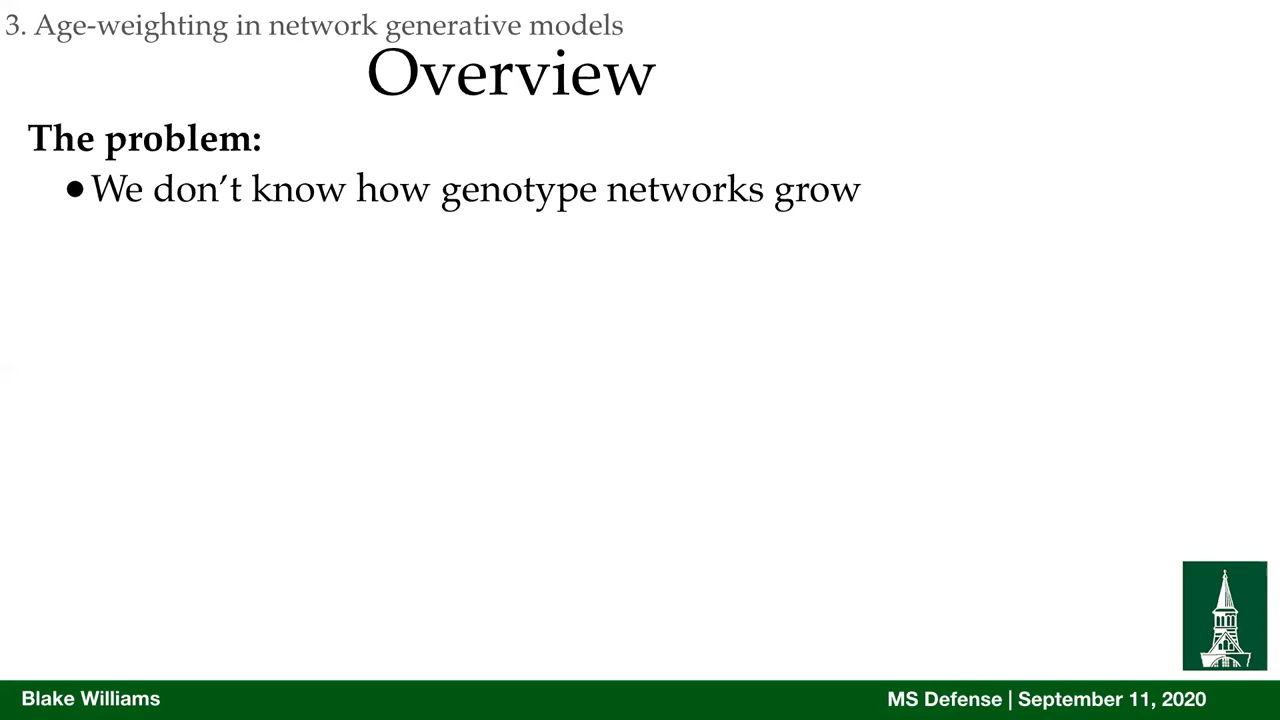 3. Age-weighting in network generative models
Overview
The problem:
●We don’t know how genotype networks grow
Blake Williams
MS Defense | September 11, 2020